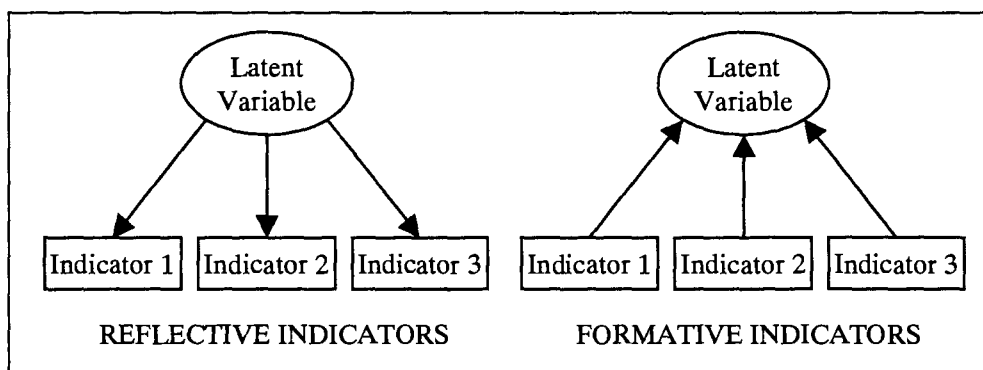 Latent
Variable
Indicator 1
Indicator 2
Indicator 3
REFLECTIVE INDICATORS
Latent
Variable
Indicator 1
Indicator 2
Indicator 3
FORMATIVE INDICATORS